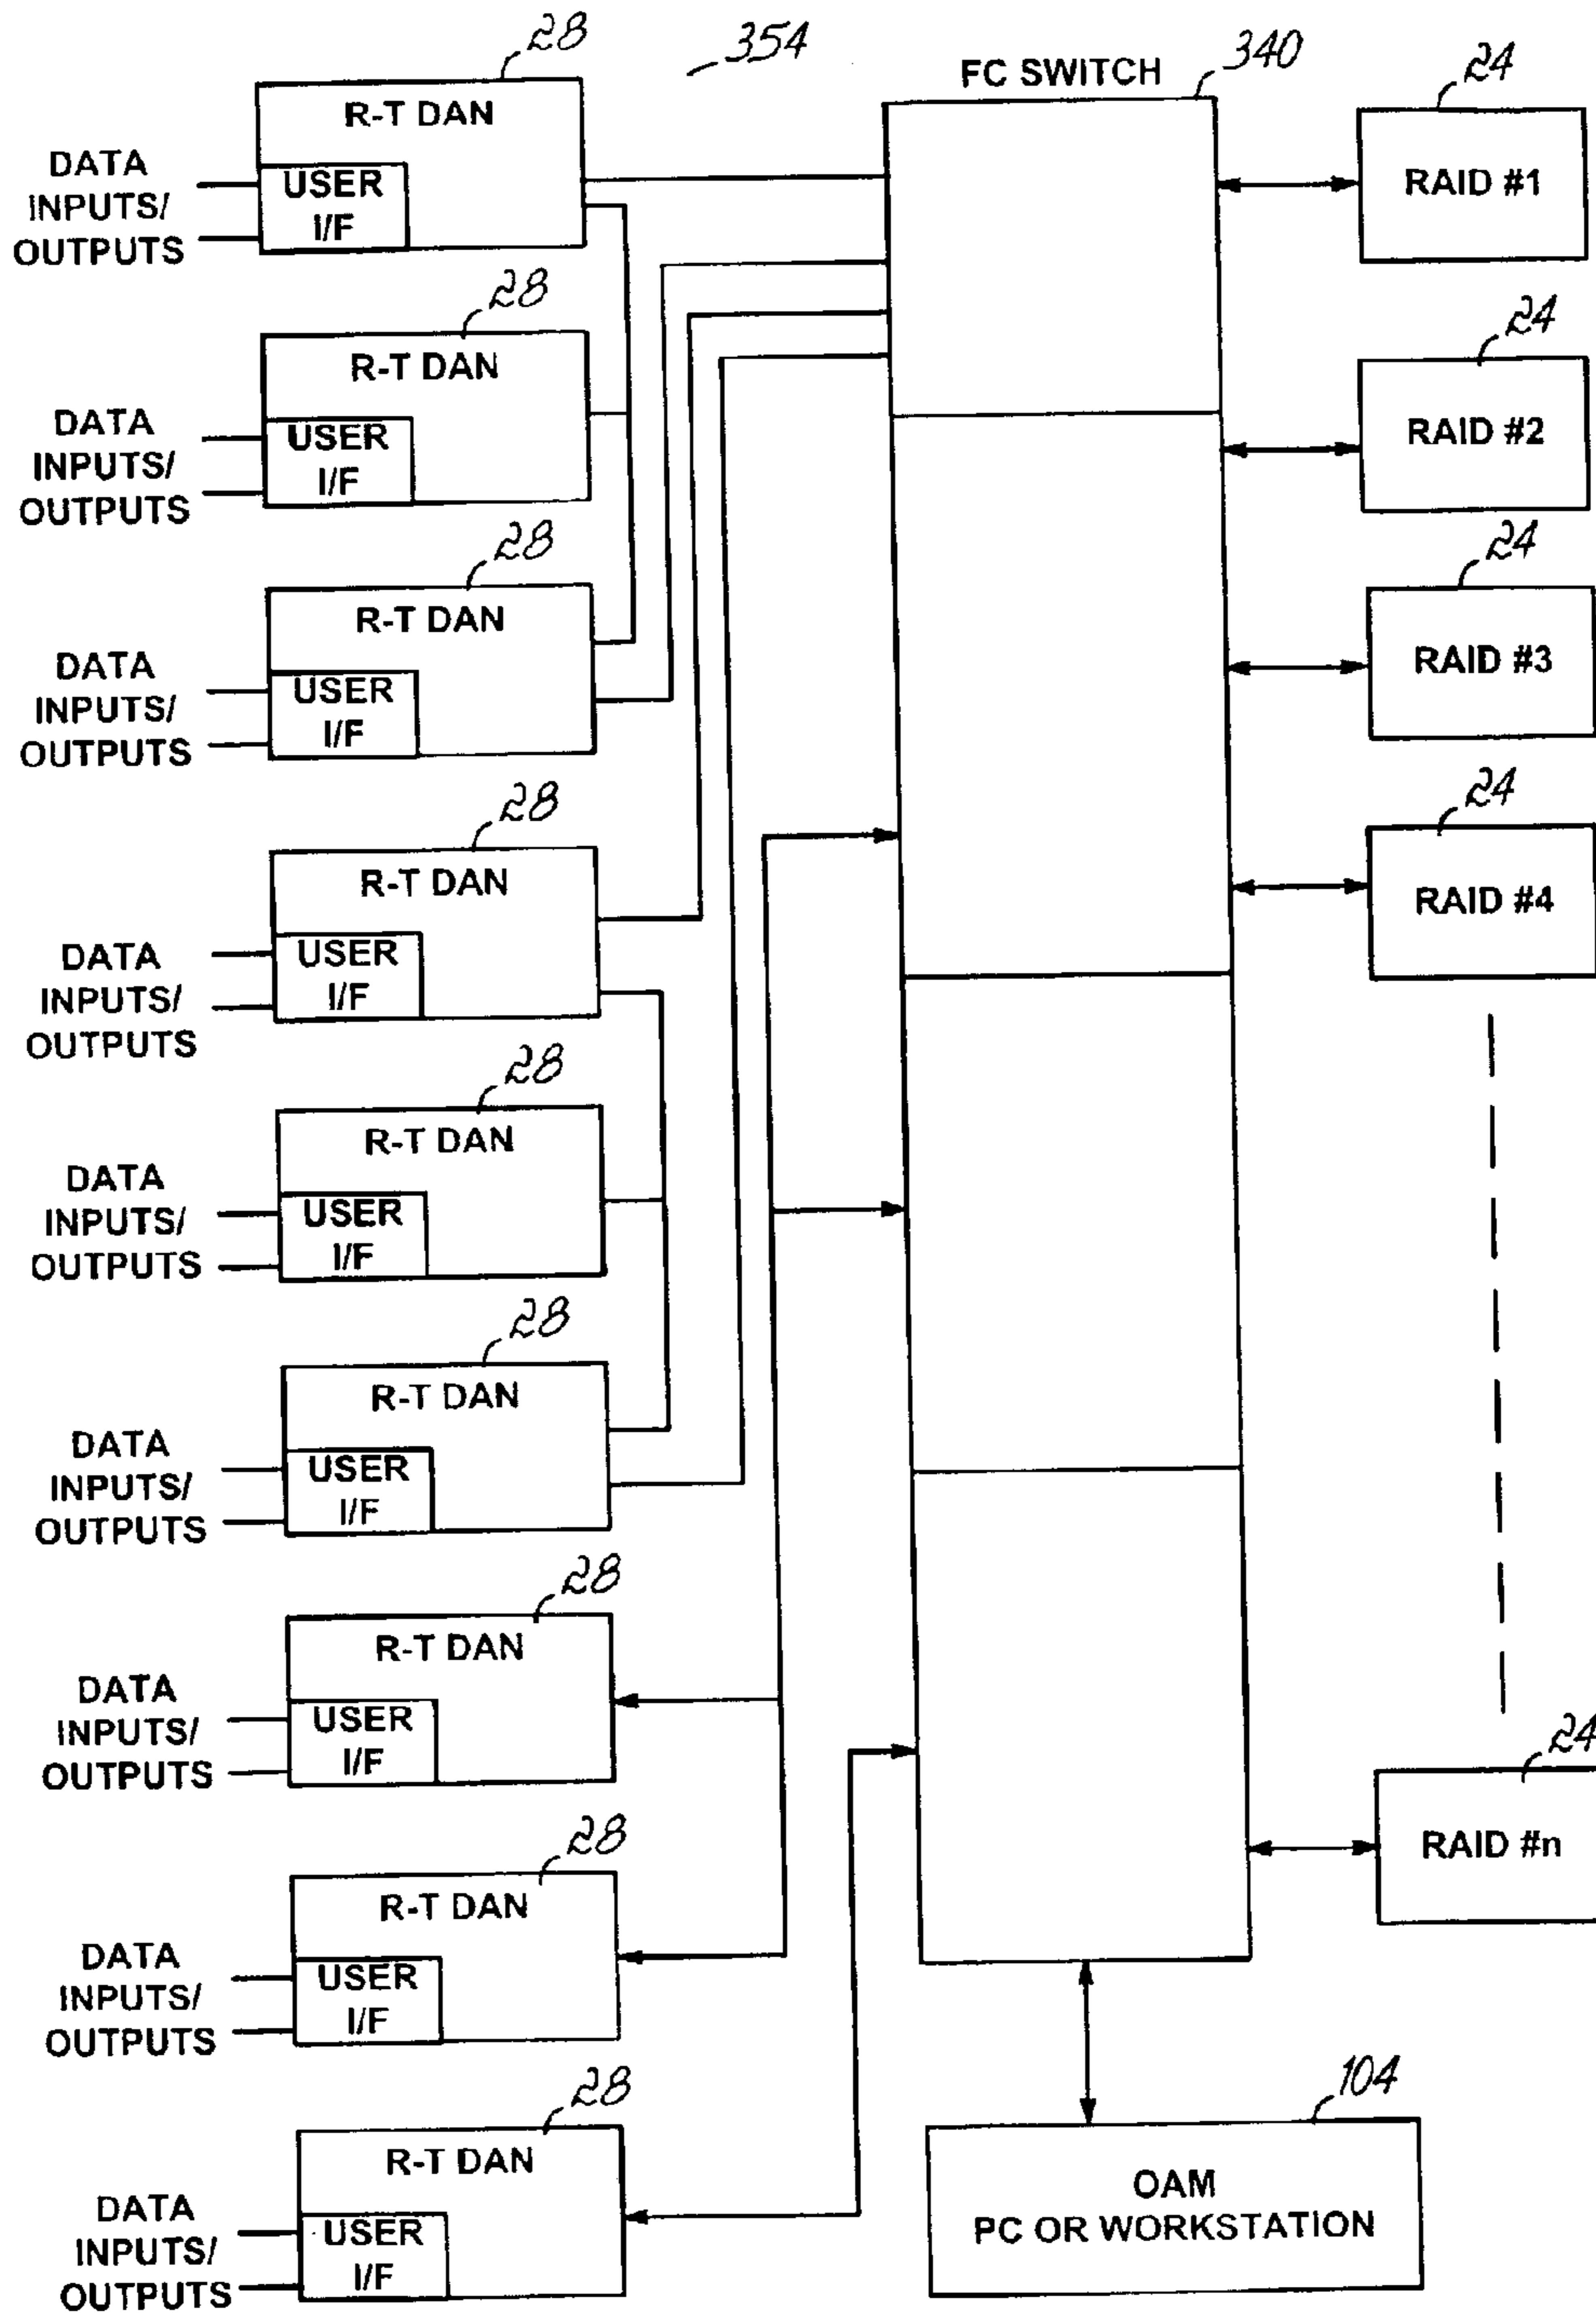 28
354
FC SWITCH
340
24
R-T DAN
DATA
INPUTS/
OUTPUTS
USER
I/F
RAID #1
28
R-T DAN
DATA
INPUTS/
OUTPUTS
USER
I/F
24
RAID #2
28
R-T DAN
DATA
INPUTS/
OUTPUTS
USER
I/F
24
RAID #3
28
R-T DAN
DATA
INPUTS/
OUTPUTS
USER
I/F
24
RAID #4
28
R-T DAN
DATA
INPUTS/
OUTPUTS
USER
I/F
28
R-T DAN
DATA
INPUTS/
OUTPUTS
USER
I/F
28
R-T DAN
DATA
INPUTS/
OUTPUTS
USER
I/F
24
RAID #n
28
R-T DAN
DATA
INPUTS/
OUTPUTS
USER
I/F
28
R-T DAN
DATA
INPUTS/
OUTPUTS
USER
I/F
104
OAM
PC OR WORKSTATION